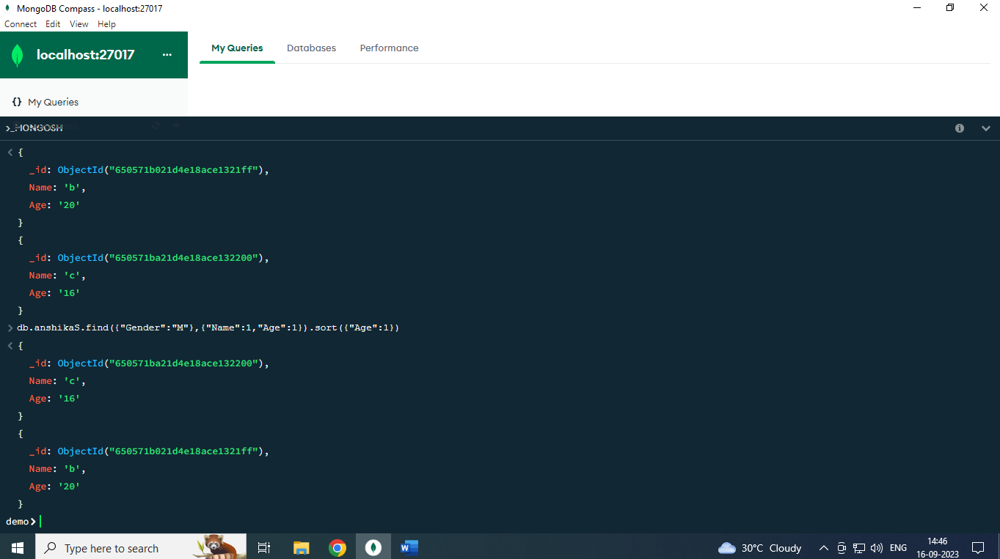 MongoDB Compass - localhost:27017
Connect Edit View Help
localhost:27017 ...
My Queries Databases Performance
{} My Queries
>_MONGOSH
< {
_id: ObjectId("650571b021d4e18ace1321ff"),
Name: 'b',
Age: '20'
}
{
_id: ObjectId("650571ba21d4e18ace132200"),
Name: 'c',
Age: '16'
}
> db.anshikaS.find({"Gender":"M"},{"Name":1,"Age":1}).sort({"Age":1})
< {
_id: ObjectId("650571ba21d4e18ace132200"),
Name: 'c',
Age: '16'
}
{
_id: ObjectId("650571b021d4e18ace1321ff"),
Name: 'b',
Age: '20'
}
demo>
Type here to search
30°C Cloudy
ENG
14:46
16-09-2023